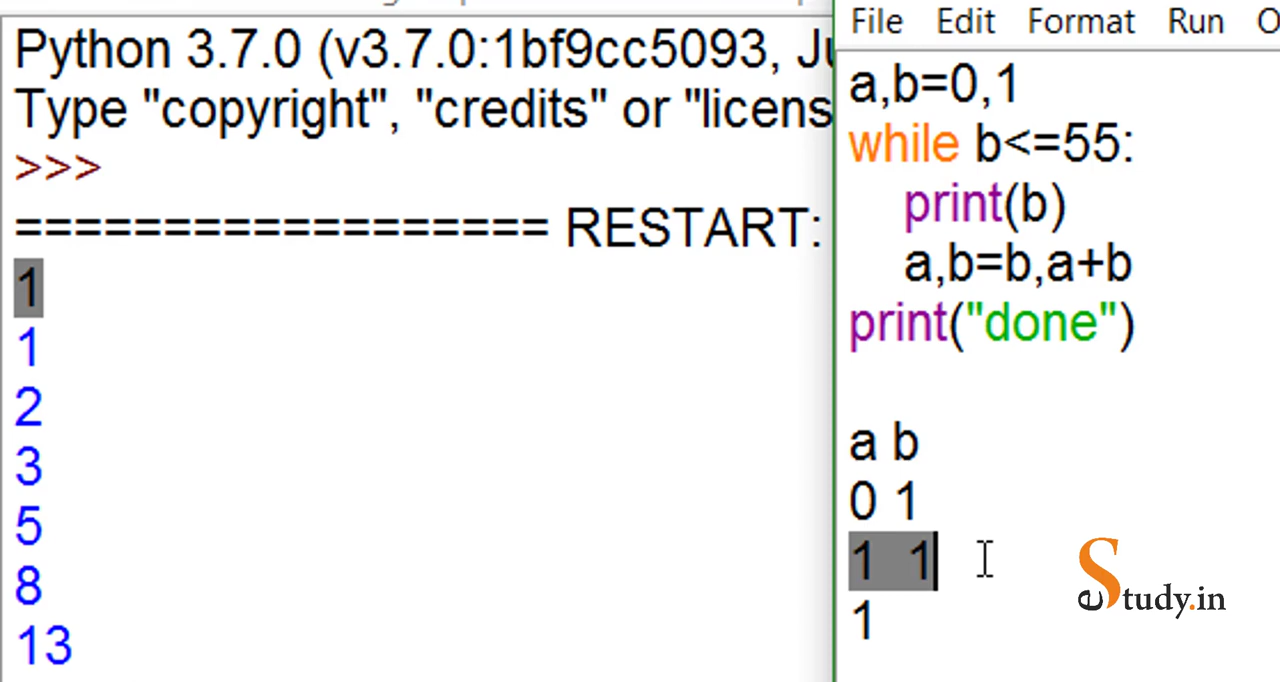 Python 3.7.0 (v3.7.0:1bf9cc5093, Ju
Type "copyright", "credits" or "licens
>>>
================== RESTART:
1
1
2
3
5
8
13
File Edit Format Run O
a,b=0,1
while b<=55:
    print(b)
    a,b=b,a+b
print("done")
a b
0 1
1  1
1
eStudy.in